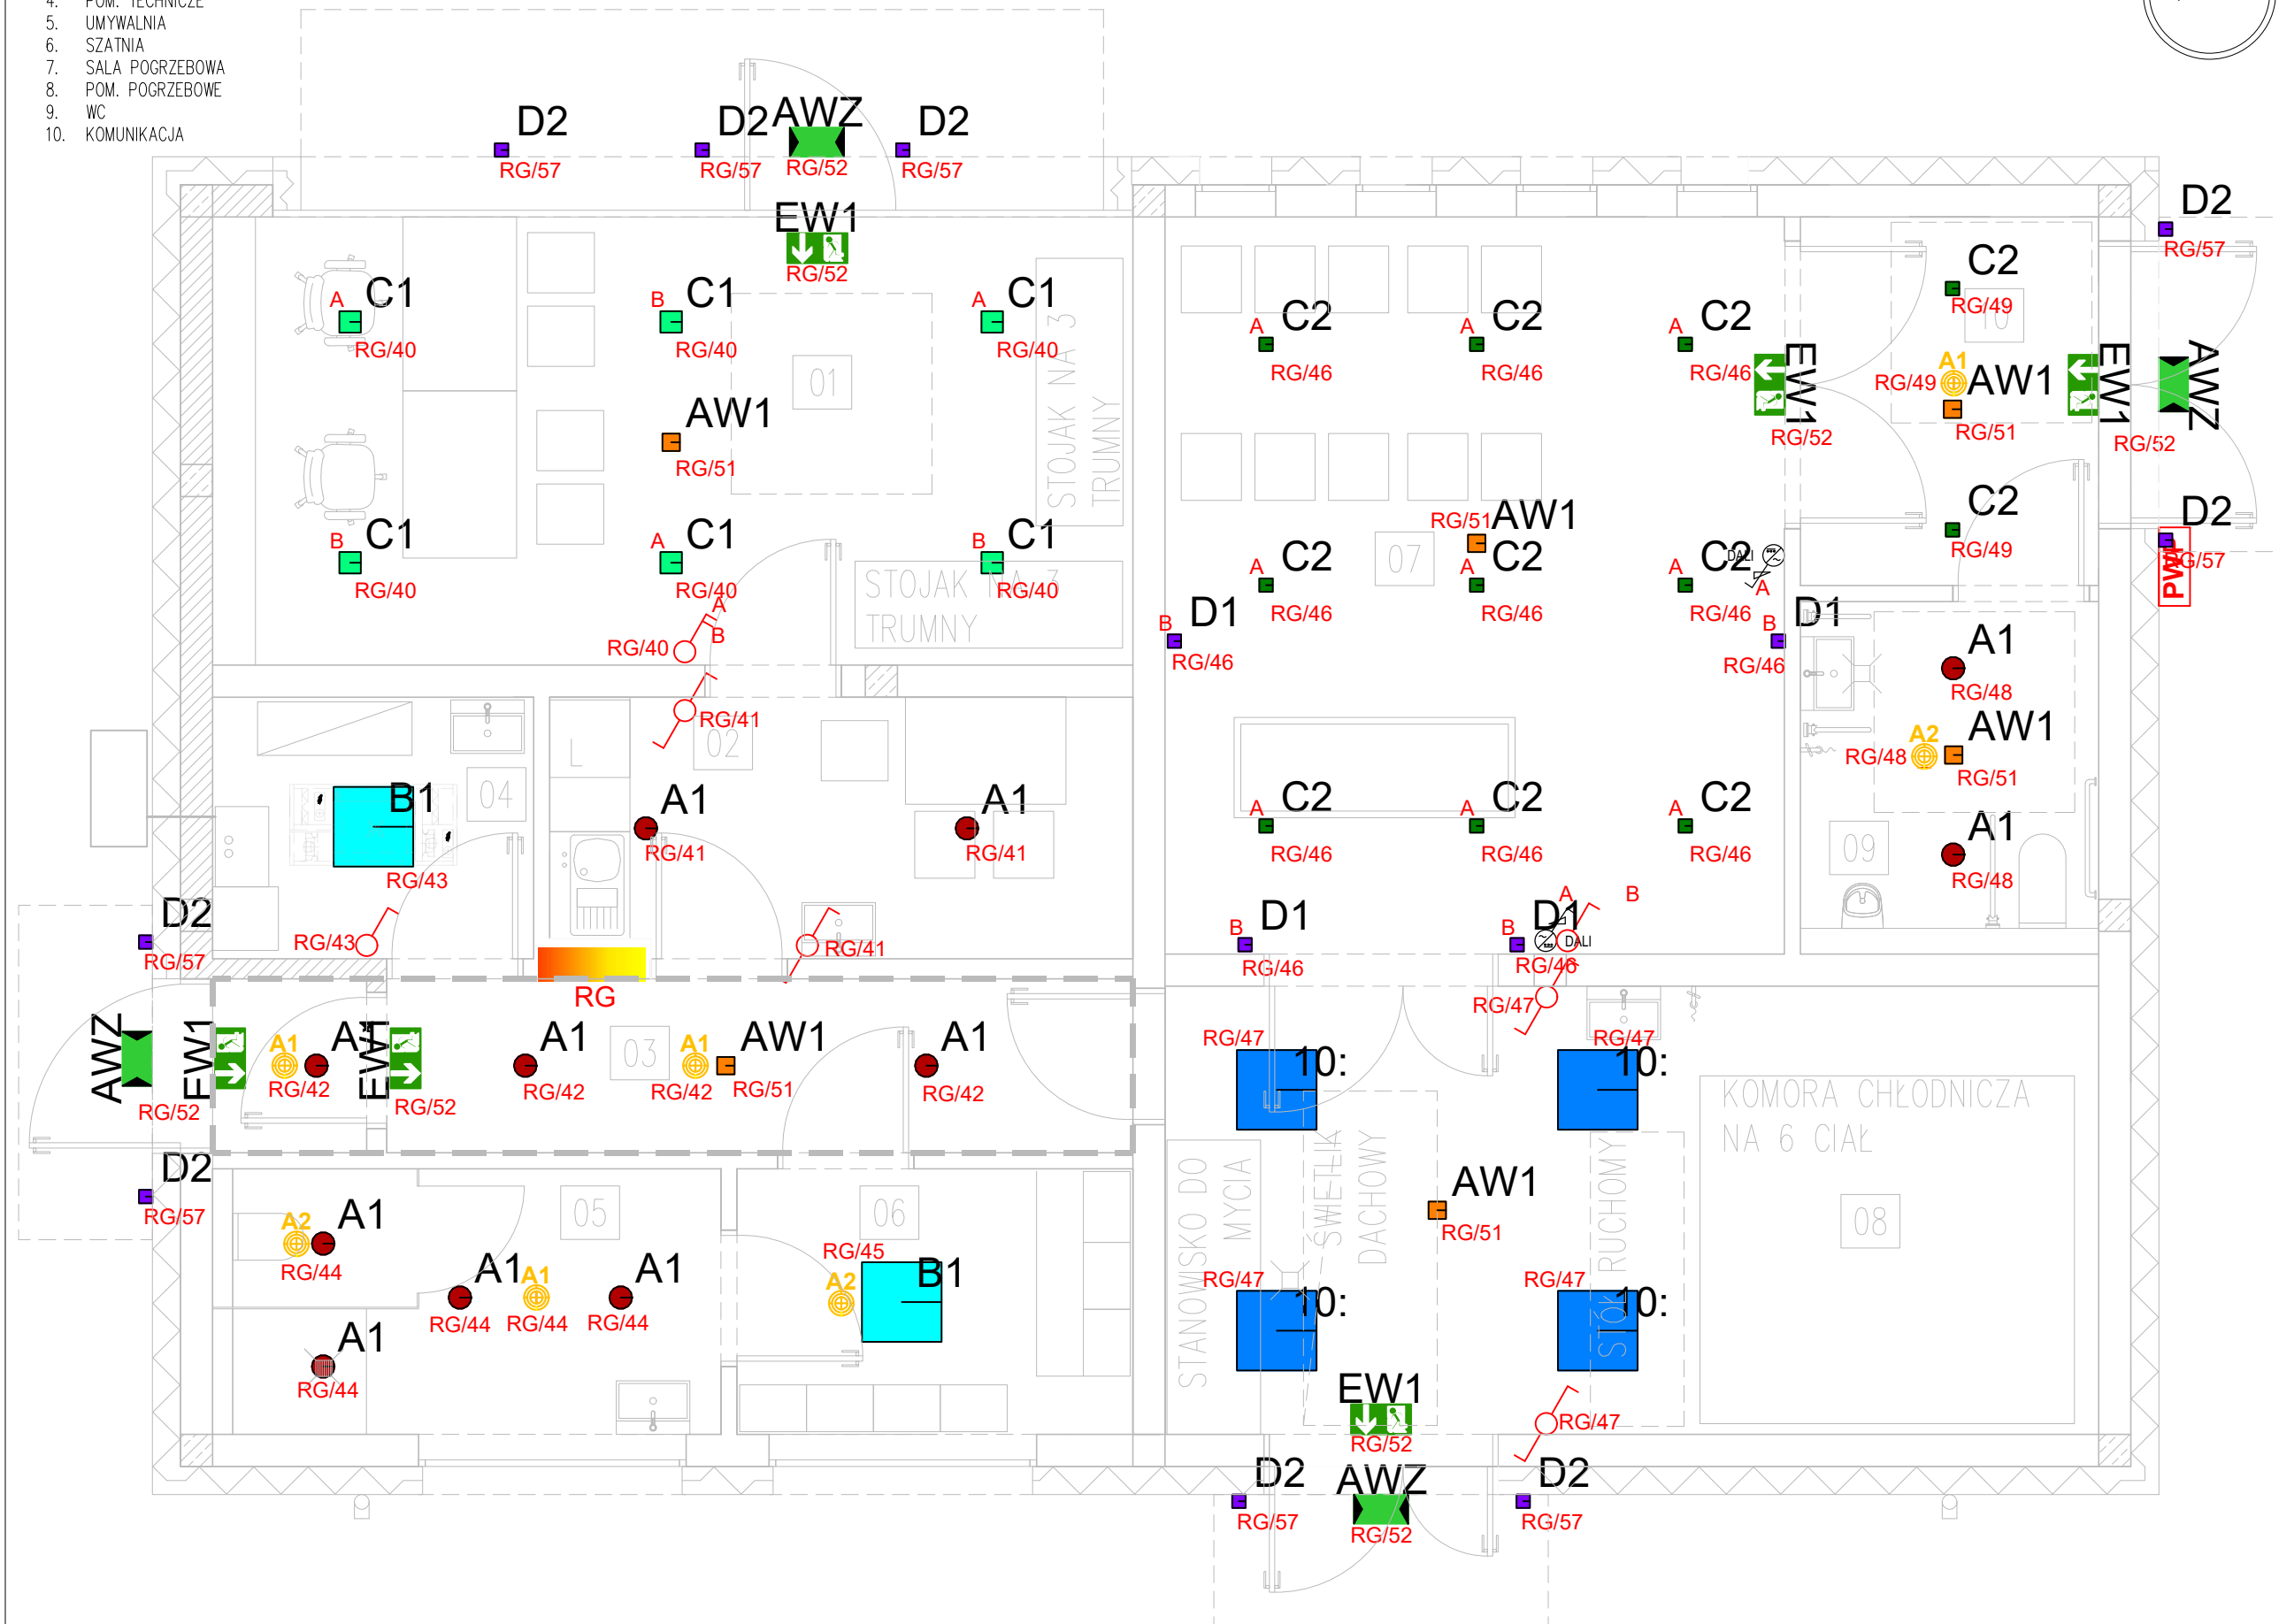 4. POM. TECHNICZE
5. UMYWALNIA
6. SZATNIA
7. SALA POGRZEBOWA
8. POM. POGRZEBOWE
9. WC
10. KOMUNIKACJA
D2 D2 AWZ D2
RG/57 RG/57 RG/52 RG/57
D2
RG/57
EW1
RG/52
C2
RG/49
10
A C1 B C1 A C1
RG/40 RG/40 RG/40
STOJAK NA 3
TRUMNY
01
A C2 A C2 A C2
RG/46 RG/46 RG/46
EW1
RG/52
A1
RG/49
AW1
RG/51
EW1
RG/52
AWZ
AW1
RG/51
RG/51 AW1
C2
RG/49
D2
RG/57
PWP
B C1 A C1 B C1
RG/40 RG/40 RG/40
STOJAK NA 3
TRUMNY
07
A C2 A C2 A C2
RG/46 RG/46 RG/46
DALI
A
A
B
RG/40
B D1 B D1
RG/46 RG/46
A1
RG/48
RG/41
02
A2
RG/48
AW1
RG/51
04
B1
RG/43
L
A1 A1
RG/41 RG/41
A C2 A C2 A C2
RG/46 RG/46 RG/46
09
A1
RG/48
D2
RG/57
RG/43
RG/41
A B
B D1 B D1
DALI
RG/46 RG/46
RG
RG/47
AWZ
RG/52
EW1
A1
A1
RG/42
EW1
RG/52
A1
RG/42
03
A1
RG/42
AW1
RG/51
A1
RG/42
RG/47 RG/47
10: 10:
KOMORA CHŁODNICZA
NA 6 CIAŁ
D2
RG/57
STANOWISKO DO
MYCIA
ŚWIETLIK
DACHOWY
AW1
RG/51
STÓŁ RUCHOMY
08
A2 A1
RG/44
05
06
A1 A1 A1
RG/44 RG/44 RG/44
RG/45
A2
B1
RG/47 RG/47
10: 10:
A1
RG/44
EW1
RG/52
RG/47
D2 AWZ D2
RG/57 RG/52 RG/57